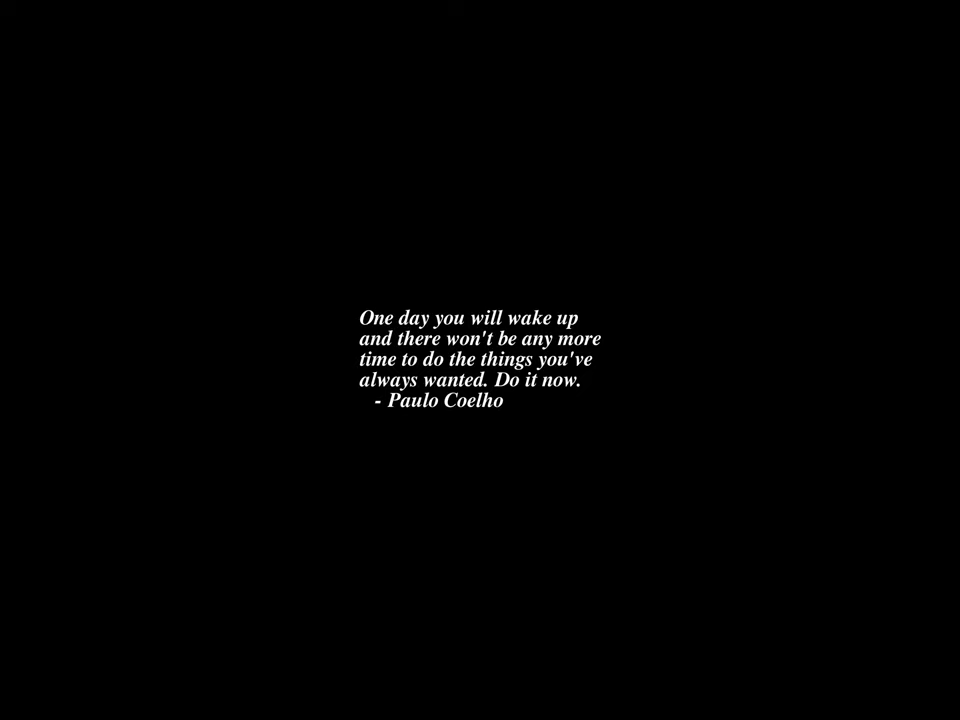 One day you will wake up
and there won't be any more
time to do the things you've
always wanted. Do it now.
- Paulo Coelho